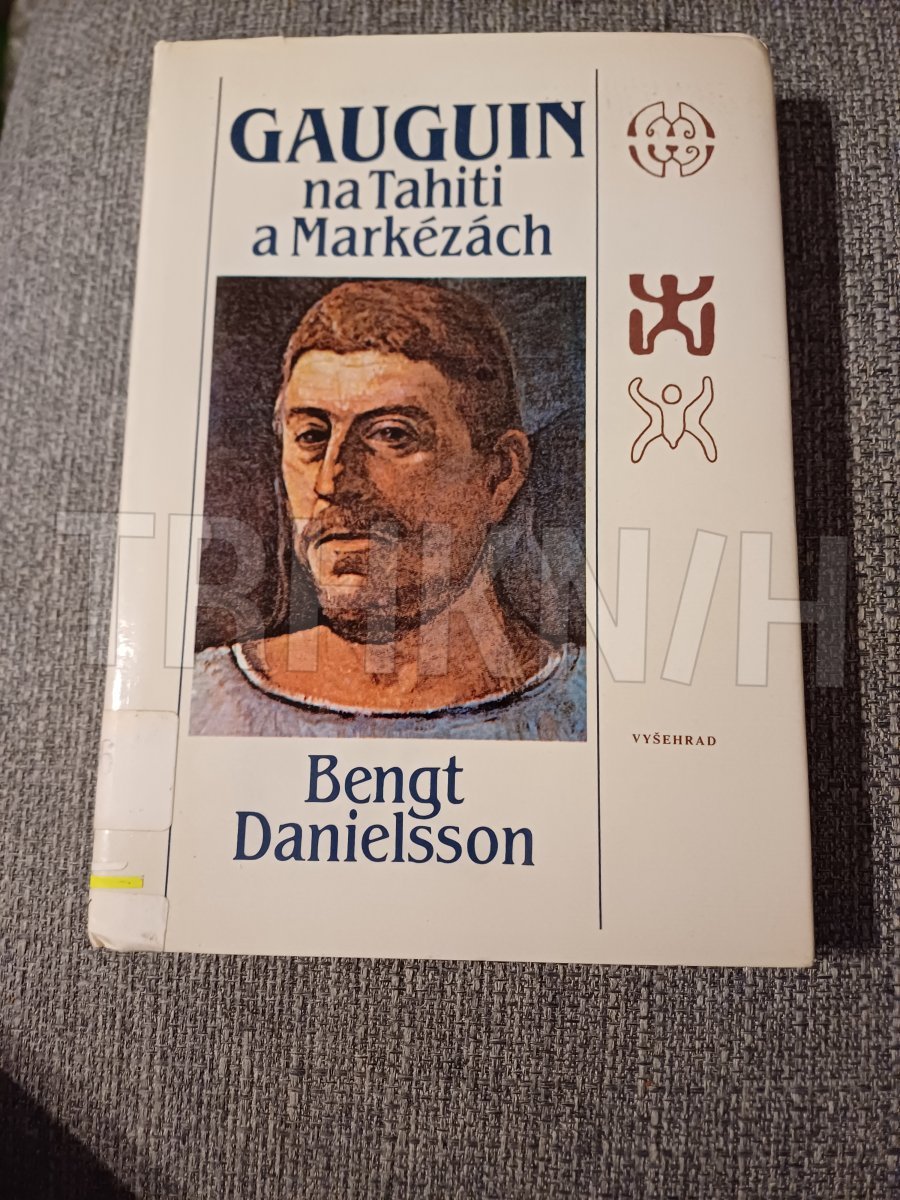 GAUGUIN
na Tahiti
a Markézách
VYŠEHRAD
Bengt
Danielsson